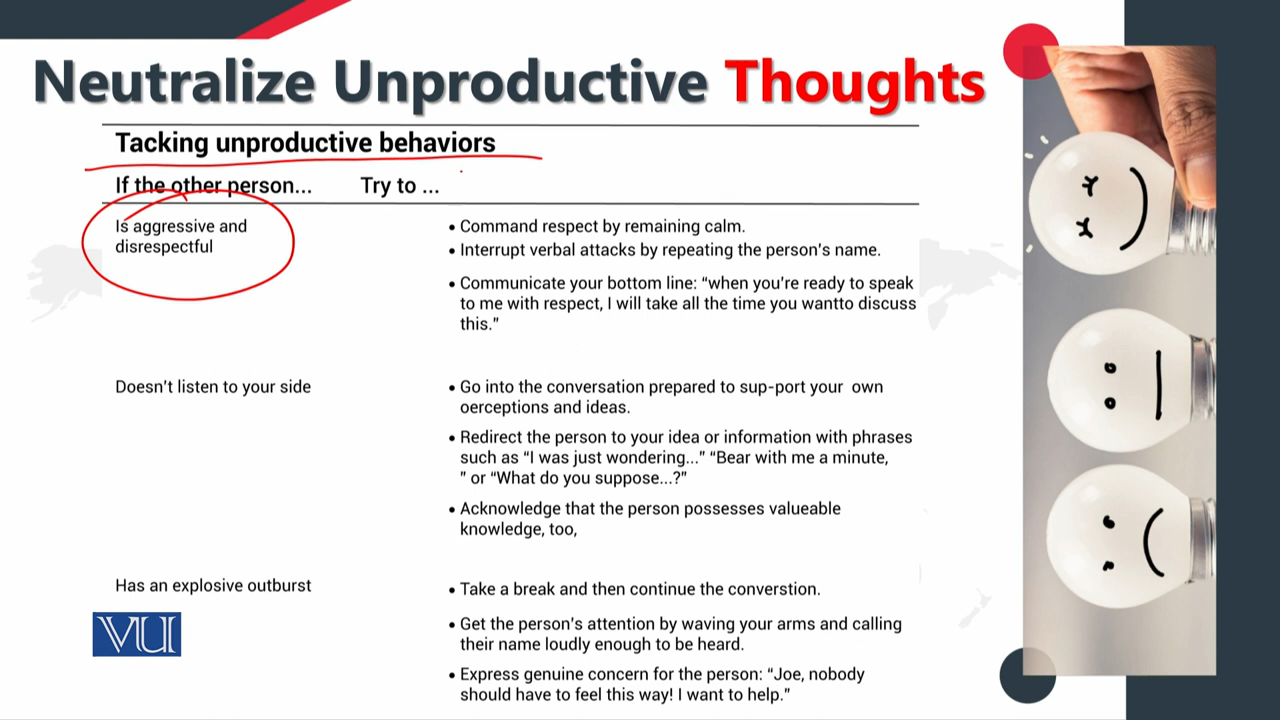 Neutralize Unproductive Thoughts
Tacking unproductive behaviors
If the other person... Try to ...
Is aggressive and
disrespectful
• Command respect by remaining calm.
• Interrupt verbal attacks by repeating the person's name.
• Communicate your bottom line: “when you're ready to speak
to me with respect, I will take all the time you wantto discuss
this.”
Doesn't listen to your side
• Go into the conversation prepared to sup-port your own
oerceptions and ideas.
• Redirect the person to your idea or information with phrases
such as “I was just wondering...” “Bear with me a minute,
” or “What do you suppose...?”
• Acknowledge that the person possesses valueable
knowledge, too,
Has an explosive outburst
• Take a break and then continue the converstion.
• Get the person's attention by waving your arms and calling
their name loudly enough to be heard.
• Express genuine concern for the person: “Joe, nobody
should have to feel this way! I want to help.”
VU